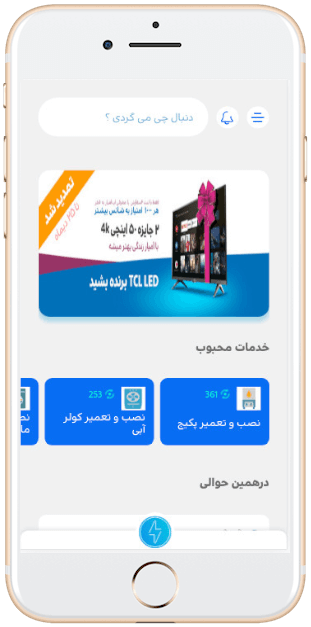 دنبال چی می گردی ؟
تمدید شد
هر ۱۰۰ امتیاز یه شانس بیشتر
۲ جایزه ۵۰ اینچی 4k
با امتیاز زندگی بهتر میشه
TCL LED برنده بشید
خدمات محبوب
361
نصب و تعمیر پکیج
253
نصب و تعمیر کولر
آبی
درهمین حوالی